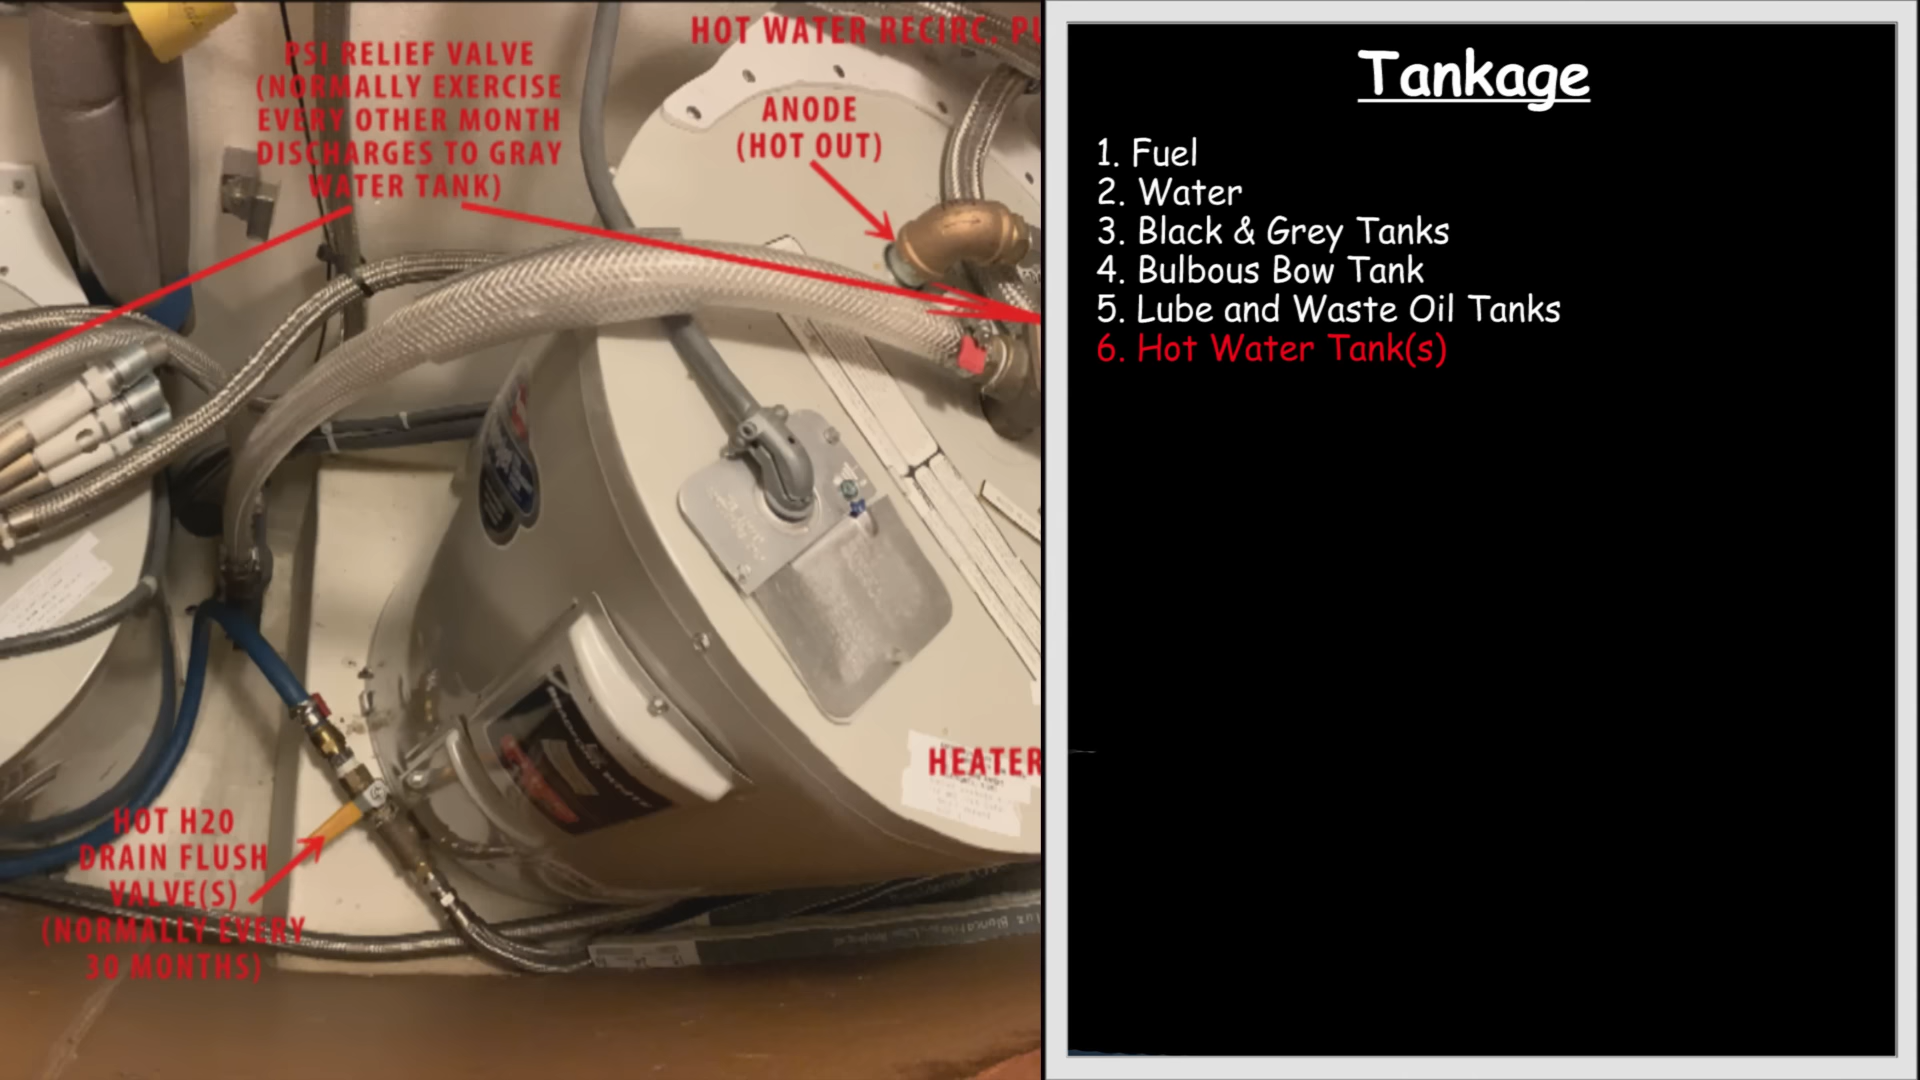 HOT WATER RECIRC.
PSI RELIEF VALVE
(NORMALLY EXERCISE
EVERY OTHER MONTH
DISCHARGES TO GRAY
WATER TANK)
ANODE
(HOT OUT)
HEATER
HOT H20
DRAIN FLUSH
VALVE(S)
(NORMALLY EVERY
30 MONTHS)
Tankage
1. Fuel
2. Water
3. Black & Grey Tanks
4. Bulbous Bow Tank
5. Lube and Waste Oil Tanks
6. Hot Water Tank(s)